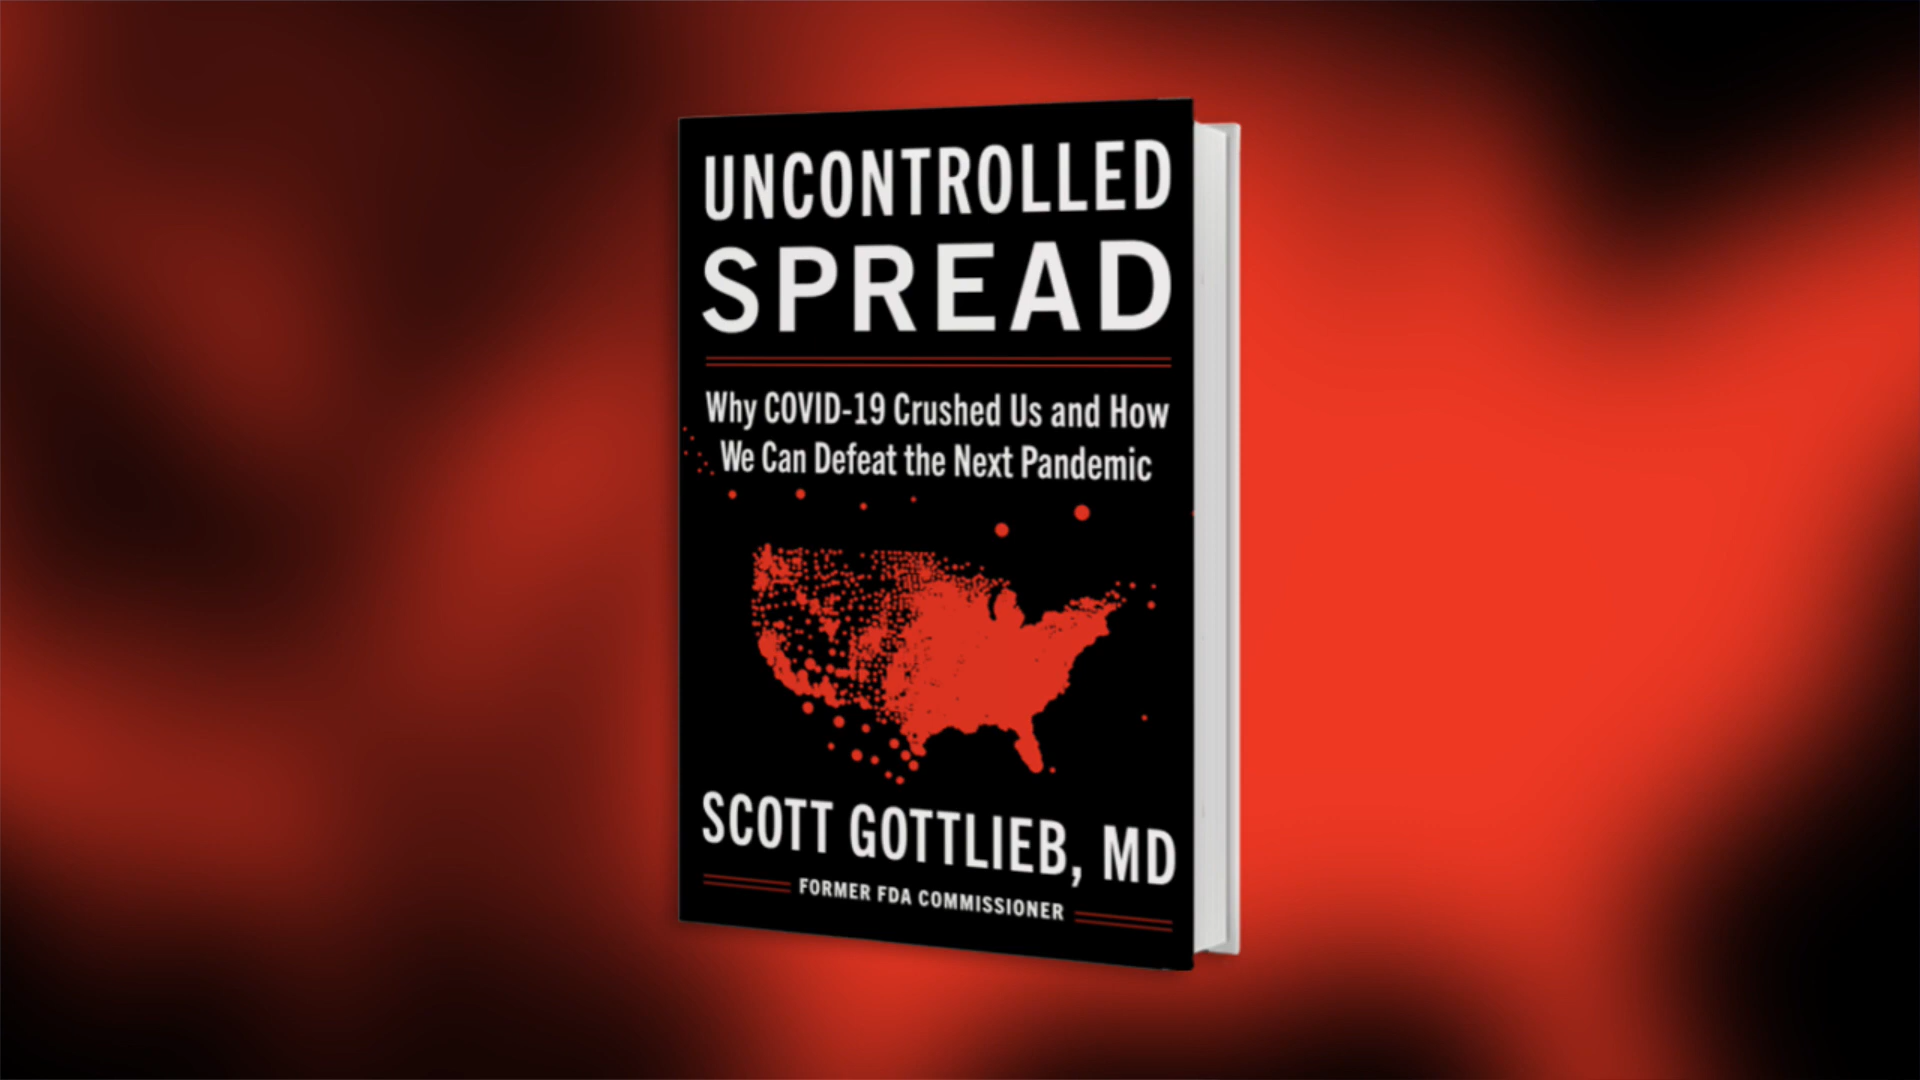 UNCONTROLLED
SPREAD
Why COVID-19 Crushed Us and How
We Can Defeat the Next Pandemic
SCOTT GOTTLIEB, MD
FORMER FDA COMMISSIONER